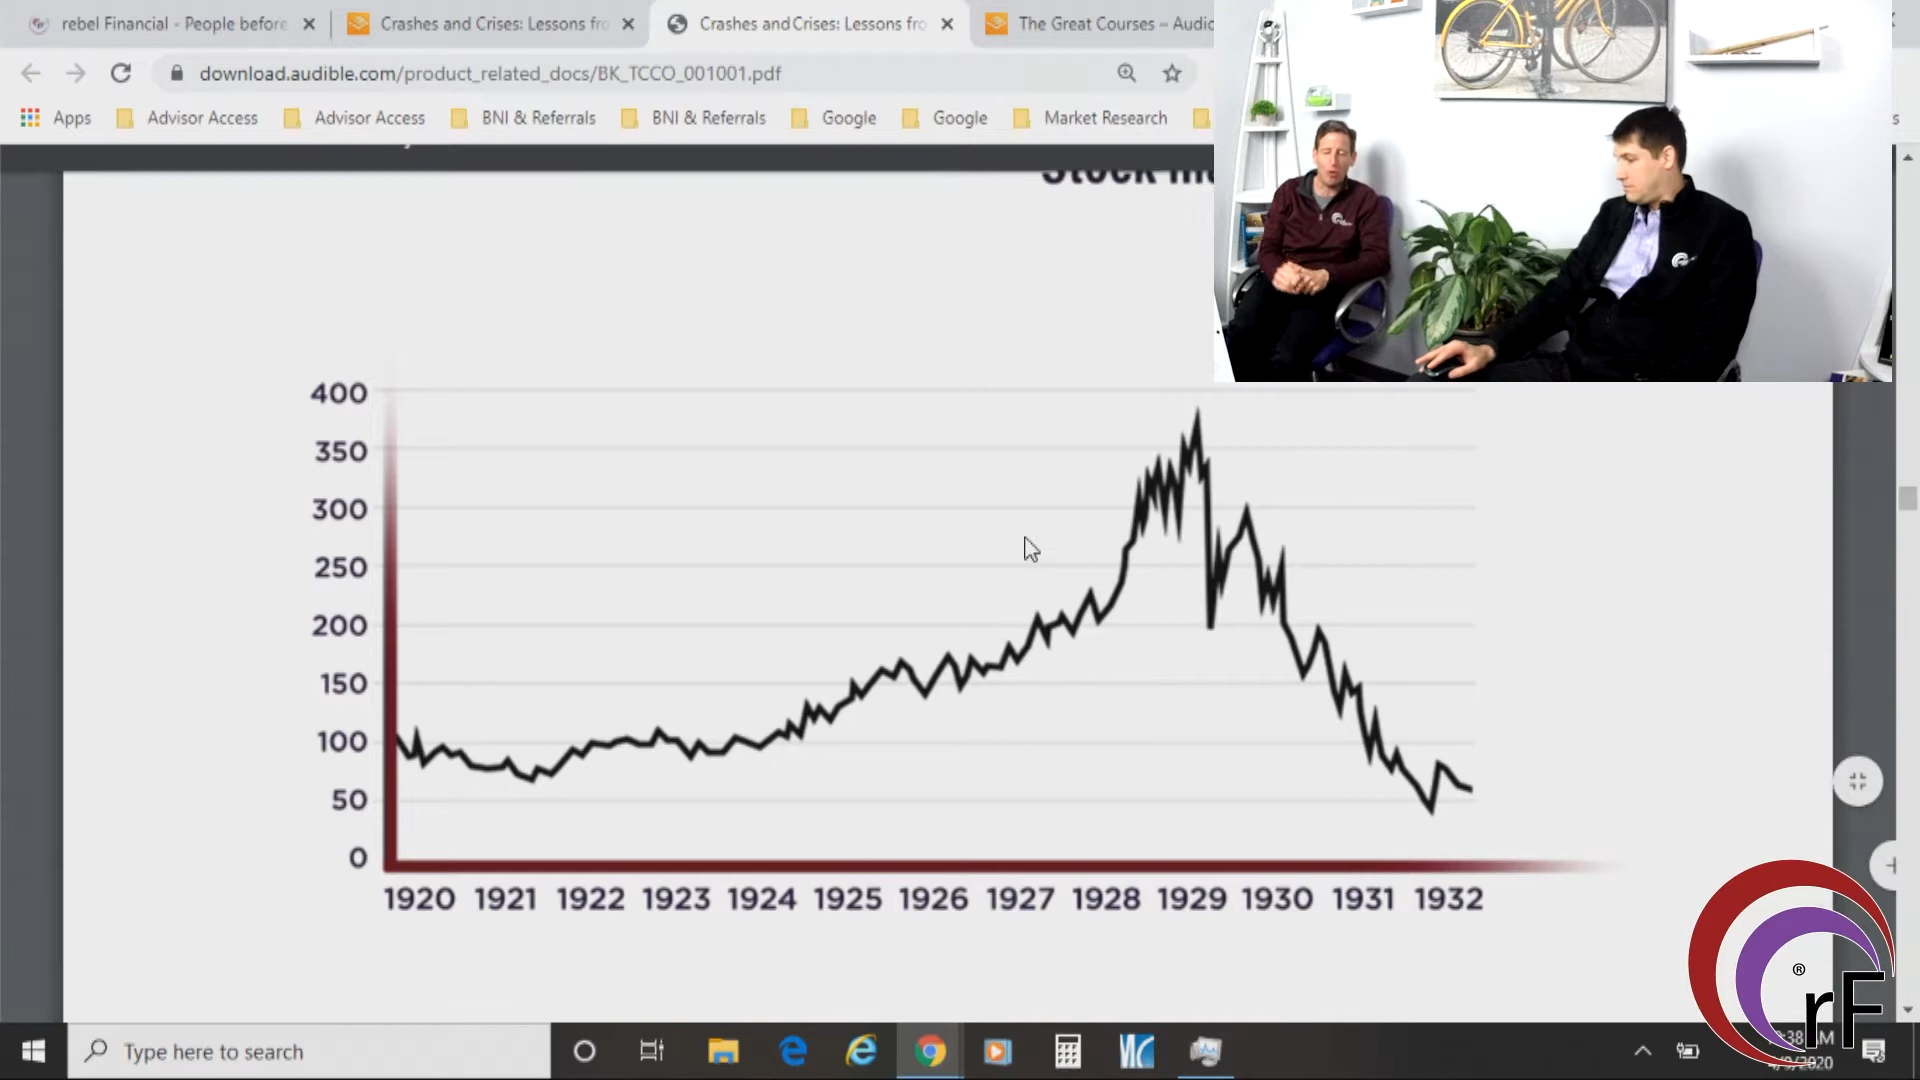 rebel Financial - People before
Crashes and Crises: Lessons fro
Crashes and Crises: Lessons fro
The Great Courses – Audio
download.audible.com/product_related_docs/BK_TCCO_001001.pdf
Apps
Advisor Access
Advisor Access
BNI & Referrals
BNI & Referrals
Google
Google
Market Research
Stock
400
350
300
250
200
150
100
50
0
1920 1921 1922 1923 1924 1925 1926 1927 1928 1929 1930 1931 1932
® rF
Type here to search